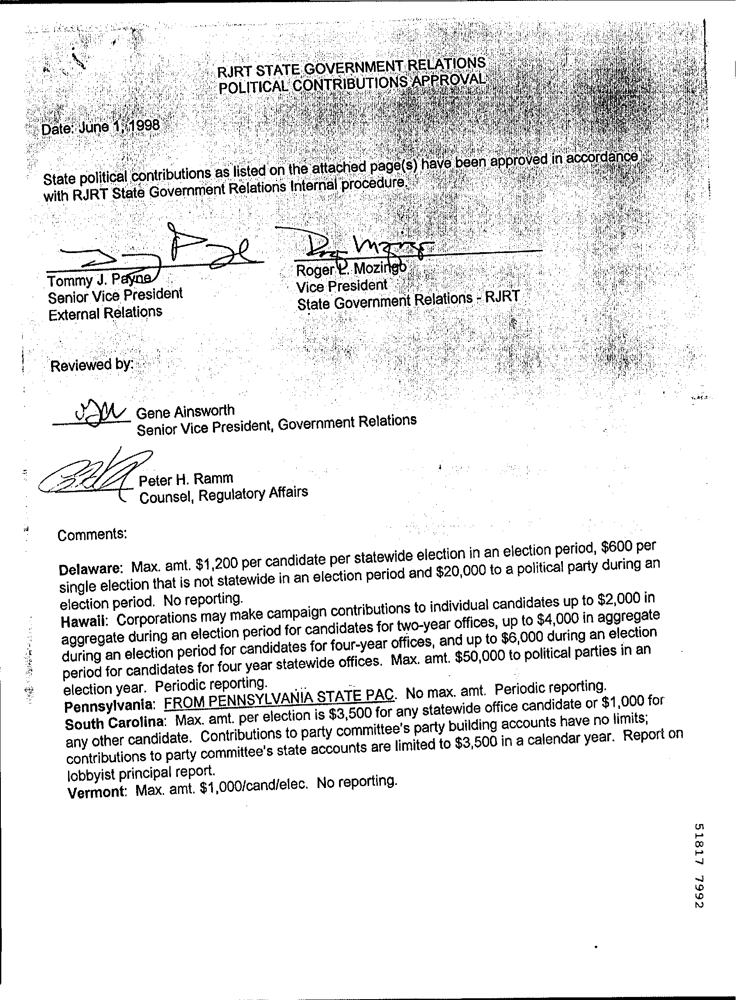 RJRT STATE GOVERNMENT RELATIONS
POLITICAL CONTRIBUTIONS APPROVAL
Date: June 1, 1998
State political contributions as listed on the attached page(s) have been approved in accordance
with RJRT State Government Relations Internal procedure.
Tommy J. Payne
Senior Vice President
External Relations
Roger L. Mozingo
Vice President
State Government Relations - RJRT
Reviewed by:
Gene Ainsworth
Senior Vice President, Government Relations
Peter H. Ramm
Counsel, Regulatory Affairs
Comments:
Delaware: Max. amt. $1,200 per candidate per statewide election in an election period, $600 per
single election that is not statewide in an election period and $20,000 to a political party during an
election period. No reporting.
Hawaii: Corporations may make campaign contributions to individual candidates up to $2,000 in
aggregate during an election period for candidates for two-year offices, up to $4,000 in aggregate
during an election period for candidates for four-year offices, and up to $6,000 during an election
period for candidates for four year statewide offices. Max. amt. $50,000 to political parties in an
election year. Periodic reporting.
Pennsylvania: FROM PENNSYLVANIA STATE PAC. No max. amt. Periodic reporting.
South Carolina: Max. amt. per election is $3,500 for any statewide office candidate or $1,000 for
any other candidate. Contributions to party committee's party building accounts have no limits;
contributions to party committee's state accounts are limited to $3,500 in a calendar year. Report on
lobbyist principal report.
Vermont: Max. amt. $1,000/cand/elec. No reporting.
51817 7992